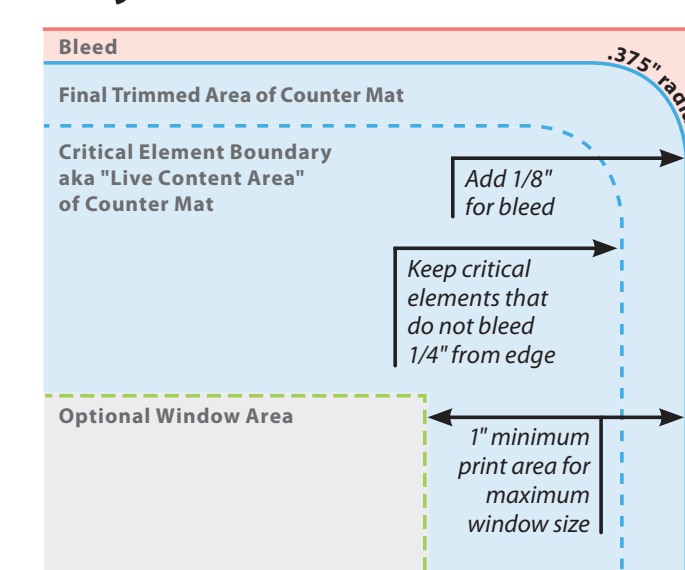 Bleed
.375" radius
Final Trimmed Area of Counter Mat
Critical Element Boundary
aka "Live Content Area"
of Counter Mat
Add 1/8"
for bleed
Keep critical
elements that
do not bleed
1/4" from edge
Optional Window Area
1" minimum
print area for
maximum
window size